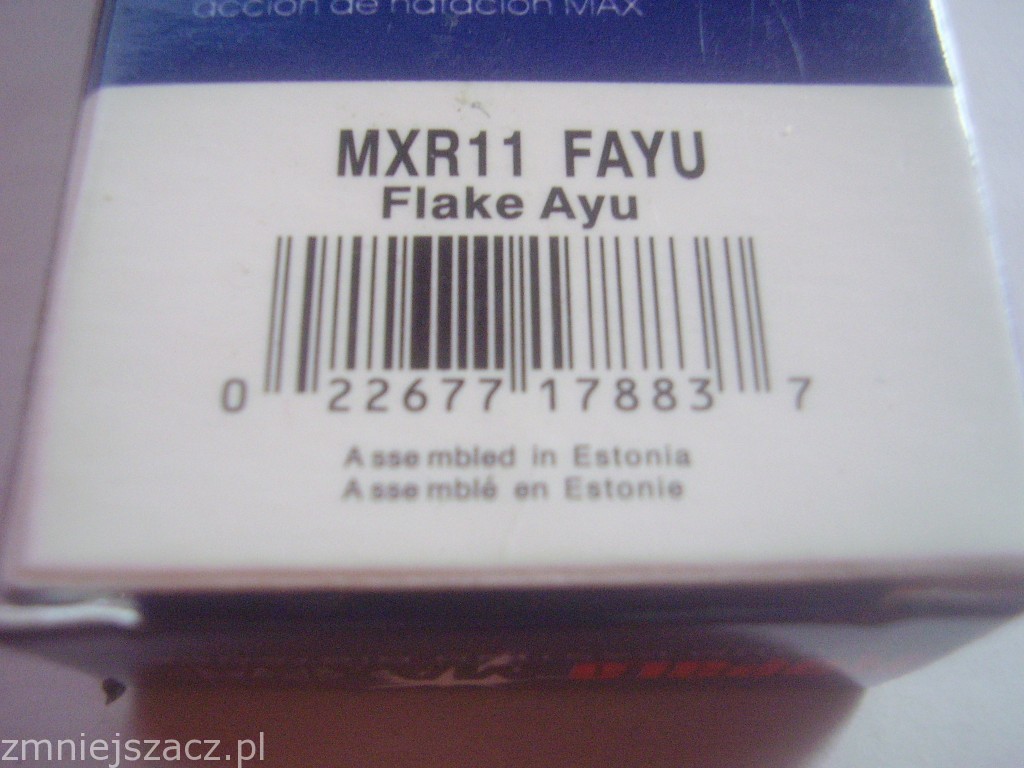 acción de natación MAX
MXR11 FAYU
Flake Ayu
0 22677 17883 7
Assembled in Estonia
Assemblé en Estonie
zmniejszacz.pl